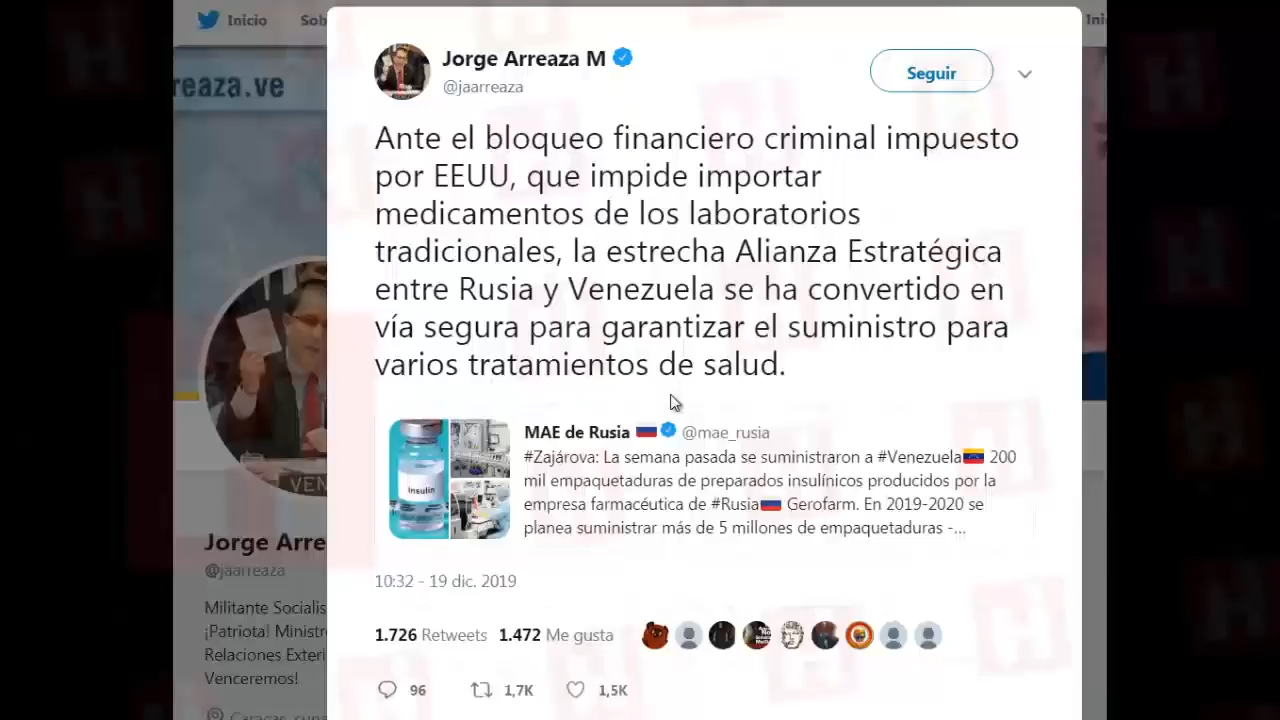 Inicio
Sob
Ini
reaza.ve
Jorge Arreaza M
@jaarreaza
Seguir
Ante el bloqueo financiero criminal impuesto
por EEUU, que impide importar
medicamentos de los laboratorios
tradicionales, la estrecha Alianza Estratégica
entre Rusia y Venezuela se ha convertido en
vía segura para garantizar el suministro para
varios tratamientos de salud.
Insulin
MAE de Rusia @mae_rusia
#Zajárova: La semana pasada se suministraron a #Venezuela 200
mil empaquetaduras de preparados insulínicos producidos por la
empresa farmacéutica de #Rusia Gerofarm. En 2019-2020 se
planea suministrar más de 5 millones de empaquetaduras -...
10:32 - 19 dic. 2019
1.726 Retweets 1.472 Me gusta
96 1,7K 1,5K
VEN
Jorge Arre
@jaarreaza
Militante Socialis
¡Patriota! Ministr
Relaciones Exteri
Venceremos!
Caracas,